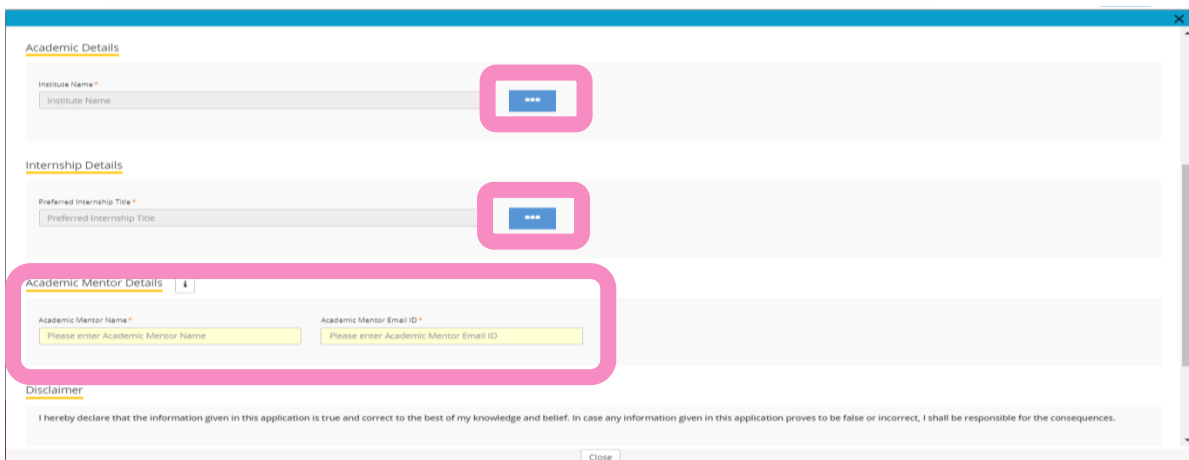 Academic Details
Institute Name *
Institute Name
Internship Details
Preferred Internship Title *
Preferred Internship Title
Academic Mentor Details i
Academic Mentor Name * Academic Mentor Email ID *
Please enter Academic Mentor Name Please enter Academic Mentor Email ID
Disclaimer
I hereby declare that the information given in this application is true and correct to the best of my knowledge and belief. In case any information given in this application proves to be false or incorrect, I shall be responsible for the consequences.
Close